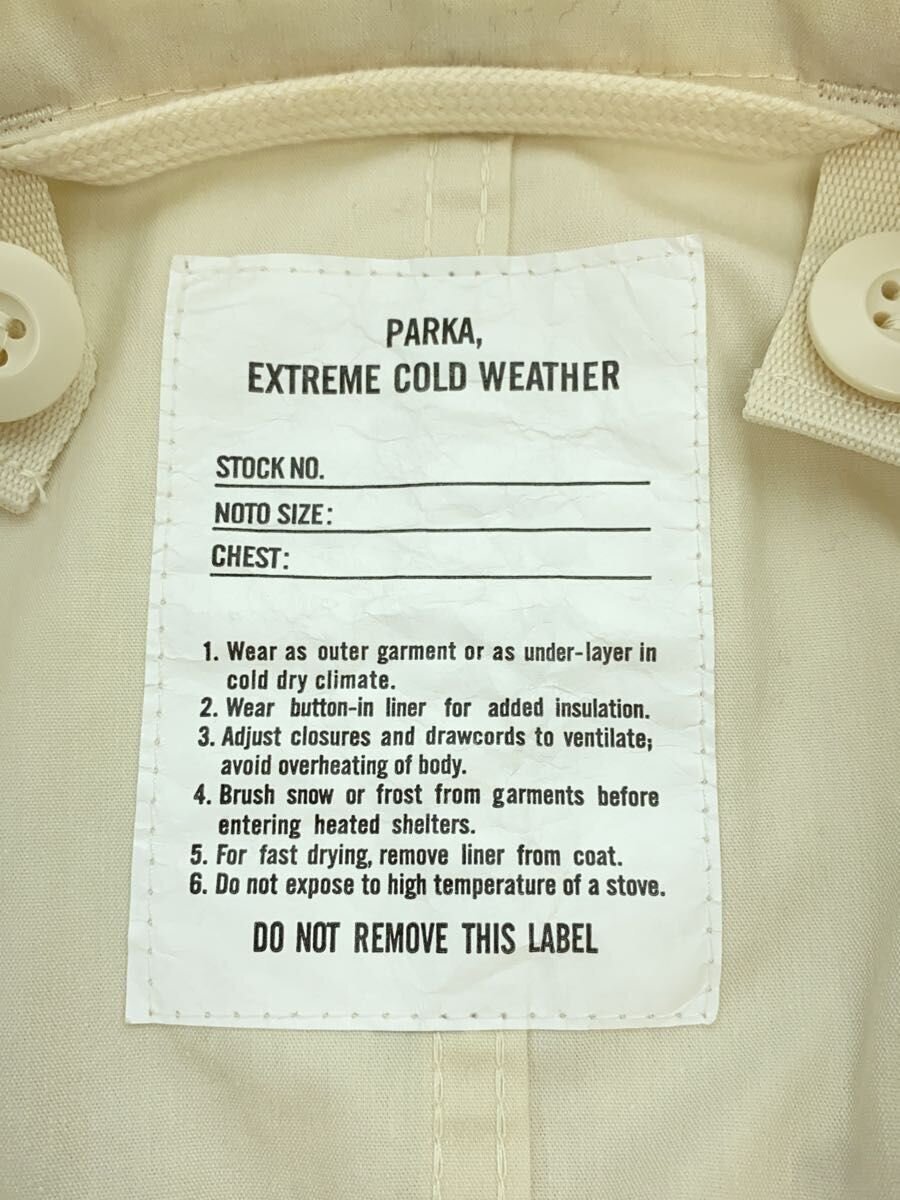 PARKA,
EXTREME COLD WEATHER
STOCK NO.
NOTO SIZE:
CHEST:
1. Wear as outer garment or as under-layer in
cold dry climate.
2. Wear button-in liner for added insulation.
3. Adjust closures and drawcords to ventilate;
avoid overheating of body.
4. Brush snow or frost from garments before
entering heated shelters.
5. For fast drying, remove liner from coat.
6. Do not expose to high temperature of a stove.
DO NOT REMOVE THIS LABEL